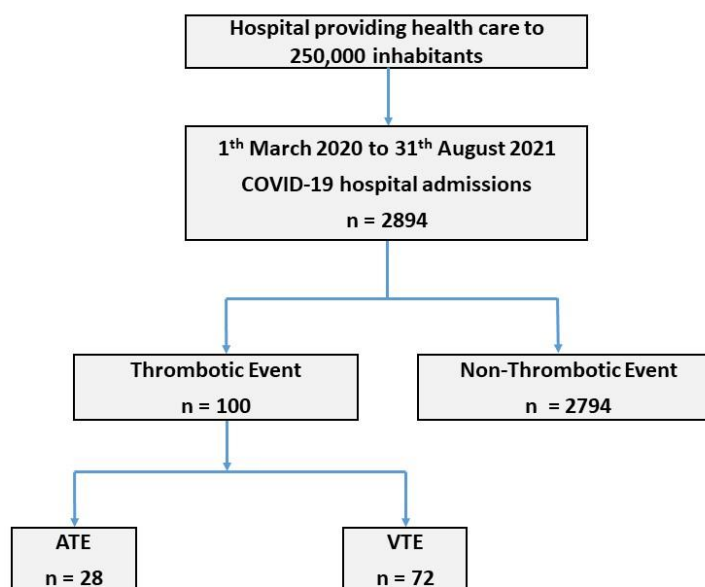 Hospital providing health care to
250,000 inhabitants
1th March 2020 to 31th August 2021
COVID-19 hospital admissions
n = 2894
Thrombotic Event
n = 100
Non-Thrombotic Event
n = 2794
ATE
n = 28
VTE
n = 72